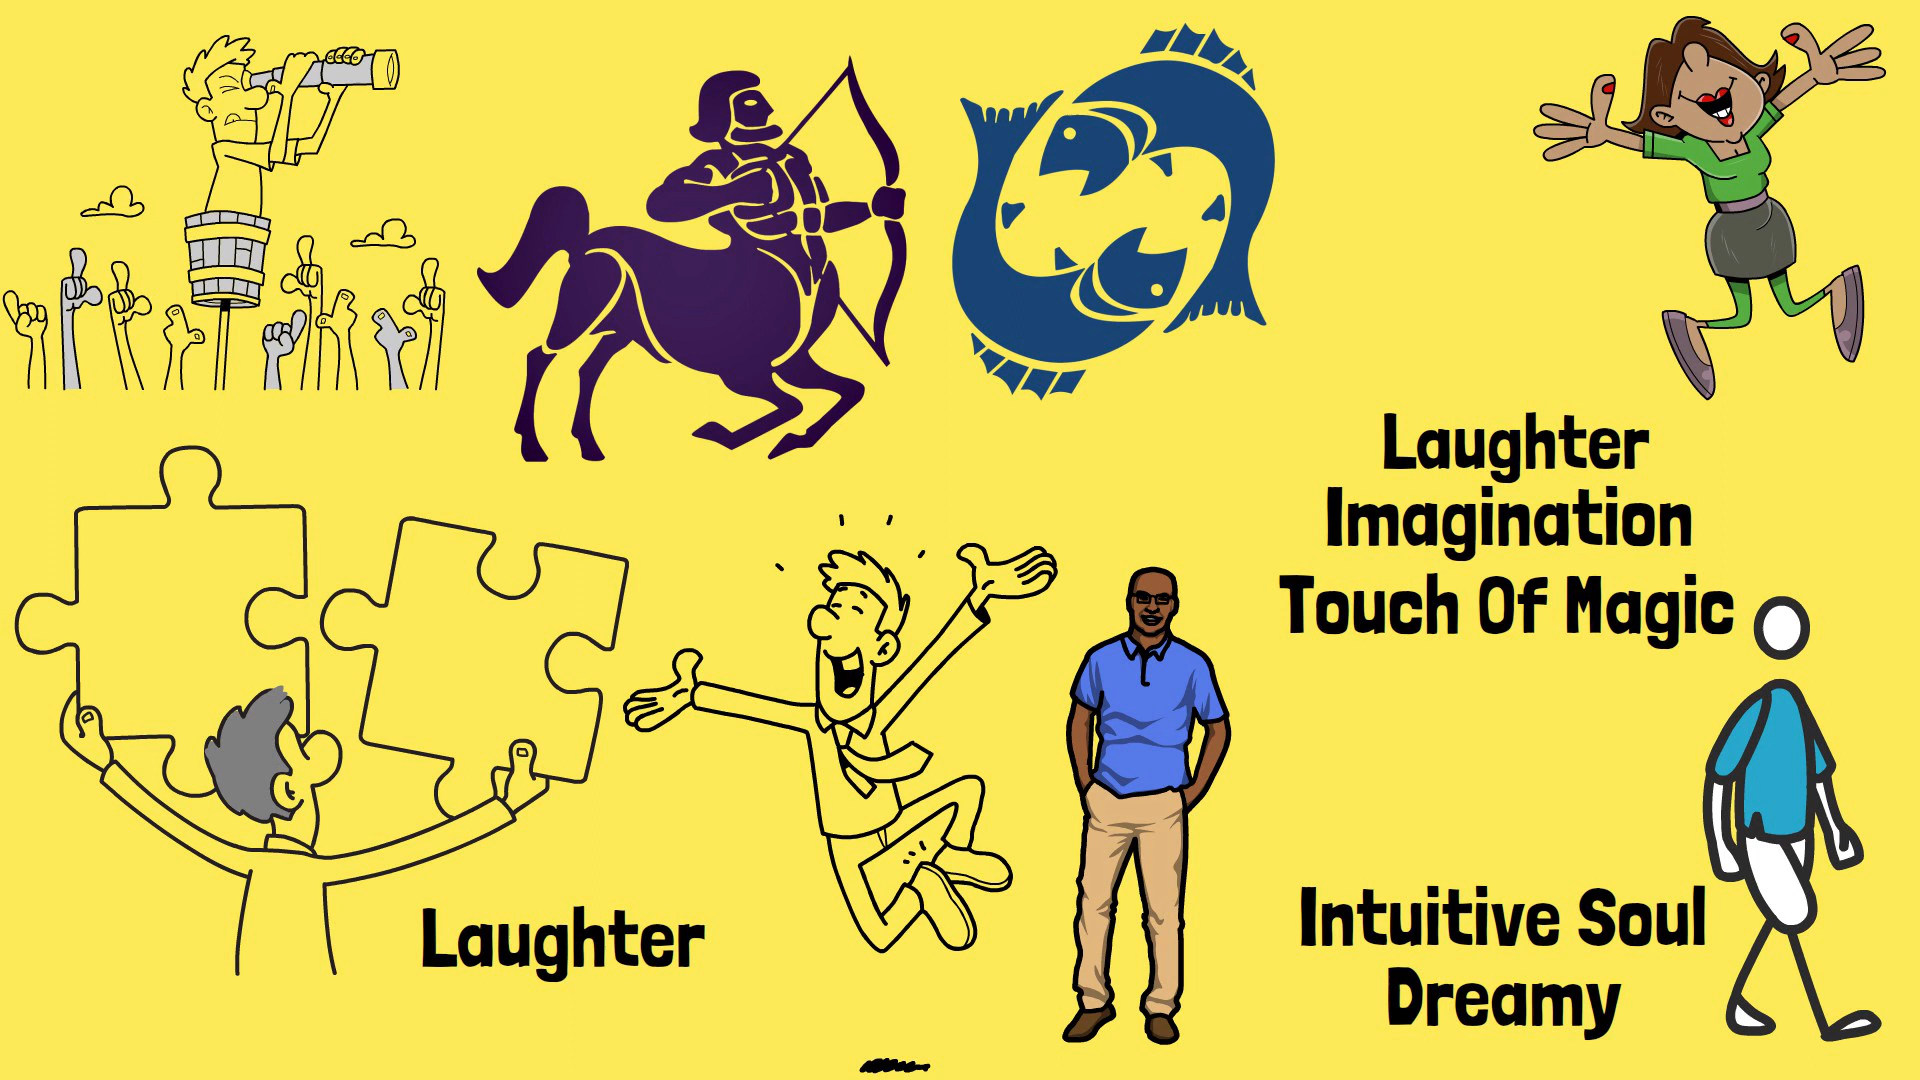 Laughter
Imagination
Touch Of Magic
Laughter
Intuitive Soul
Dreamy